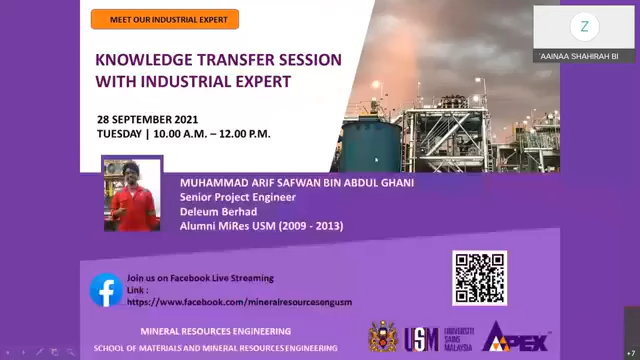 MEET OUR INDUSTRIAL EXPERT
KNOWLEDGE TRANSFER SESSION
WITH INDUSTRIAL EXPERT
28 SEPTEMBER 2021
TUESDAY | 10.00 A.M. – 12.00 P.M.
Z
'AAINAA SHAHIRAH BI
MUHAMMAD ARIF SAFWAN BIN ABDUL GHANI
Senior Project Engineer
Deleum Berhad
Alumni MiRes USM (2009 - 2013)
Join us on Facebook Live Streaming
Link :
https://www.facebook.com/mineralresourcesengusm
MINERAL RESOURCES ENGINEERING
SCHOOL OF MATERIALS AND MINERAL RESOURCES ENGINEERING
USM
UNIVERSITI
SAINS
MALAYSIA
APEX
+7